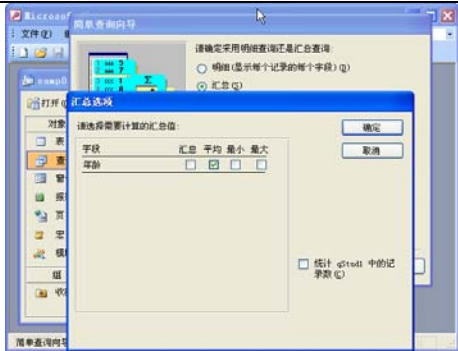 Microsof
简单查询向导
文件(F)
请确定采用明细查询还是汇总查询:
明细(显示每个记录的每个字段)(D)
汇总(S)
samp0
打开(O
汇总选项
对象
请选择需要计算的汇总值:
确定
取消
表
字段 汇总 平均 最小 最大
查
年龄
窗
报
页
宏
模
统计 qStud1 中的记
录数(C)
组
收
简单查询向导